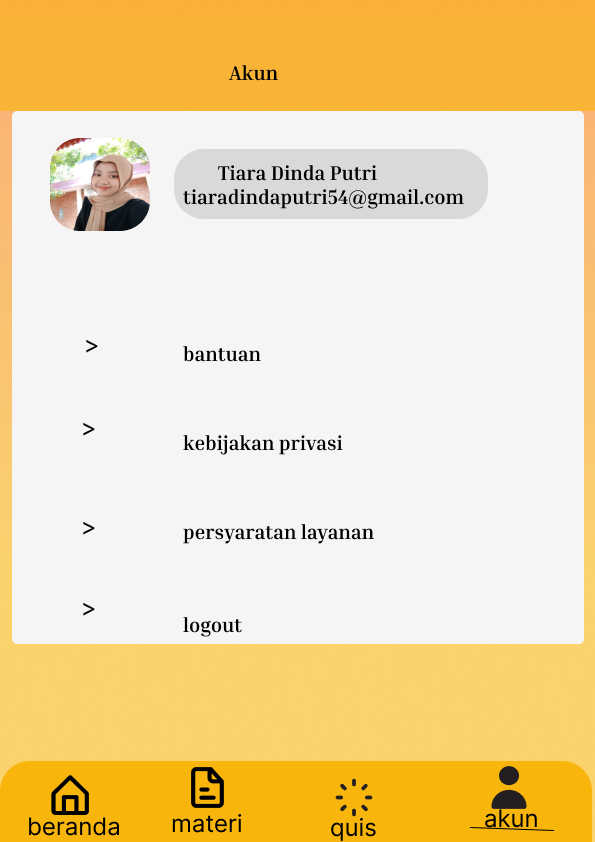 Akun
Tiara Dinda Putri
tiaradindaputri54@gmail.com
> bantuan
> kebijakan privasi
> persyaratan layanan
> logout
beranda materi quis akun